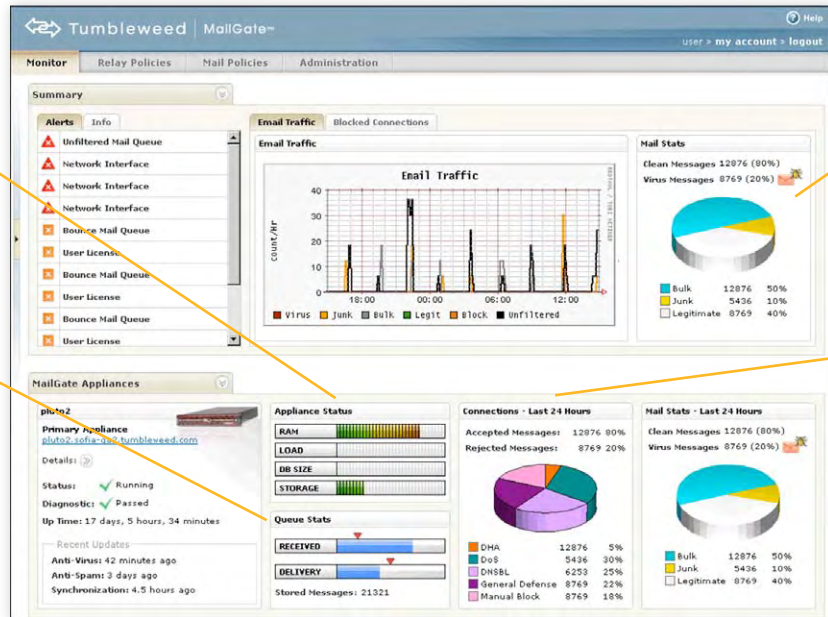 Tumbleweed MailGate™
Help
user > my account > logout
Monitor Relay Policies Mail Policies Administration
Summary
Alerts Info
Unfiltered Mail Queue
Network Interface
Network Interface
Network Interface
Bounce Mail Queue
User License
Bounce Mail Queue
User License
Bounce Mail Queue
User License
Email Traffic Blocked Connections
Email Traffic
Email Traffic
count/Hr
40
30
20
10
0
18:00 00:00 06:00 12:00
Virus Junk Bulk Legit Block Unfiltered
Mail Stats
Clean Messages 12876 (80%)
Virus Messages 8769 (20%)
Bulk 12876 50%
Junk 5436 10%
Legitimate 8769 40%
MailGate Appliances
pluto2
Primary Appliance
Details:
Status: Running
Diagnostic: Passed
Up Time: 17 days, 5 hours, 34 minutes
Recent Updates
Anti-Virus: 42 minutes ago
Anti-Spam: 3 days ago
Synchronization: 4.5 hours ago
Appliance Status
RAM
LOAD
DB SIZE
STORAGE
Queue Stats
RECEIVED
DELIVERY
Stored Messages: 21321
Connections - Last 24 Hours
Accepted Messages: 12876 80%
Rejected Messages: 8769 20%
DHA 12876 5%
DoS 5436 30%
DNSBL 6253 25%
General Defense 8769 22%
Manual Block 8769 18%
Mail Stats - Last 24 Hours
Clean Messages 12876 (80%)
Virus Messages 8769 (20%)
Bulk 12876 50%
Junk 5436 10%
Legitimate 8769 40%